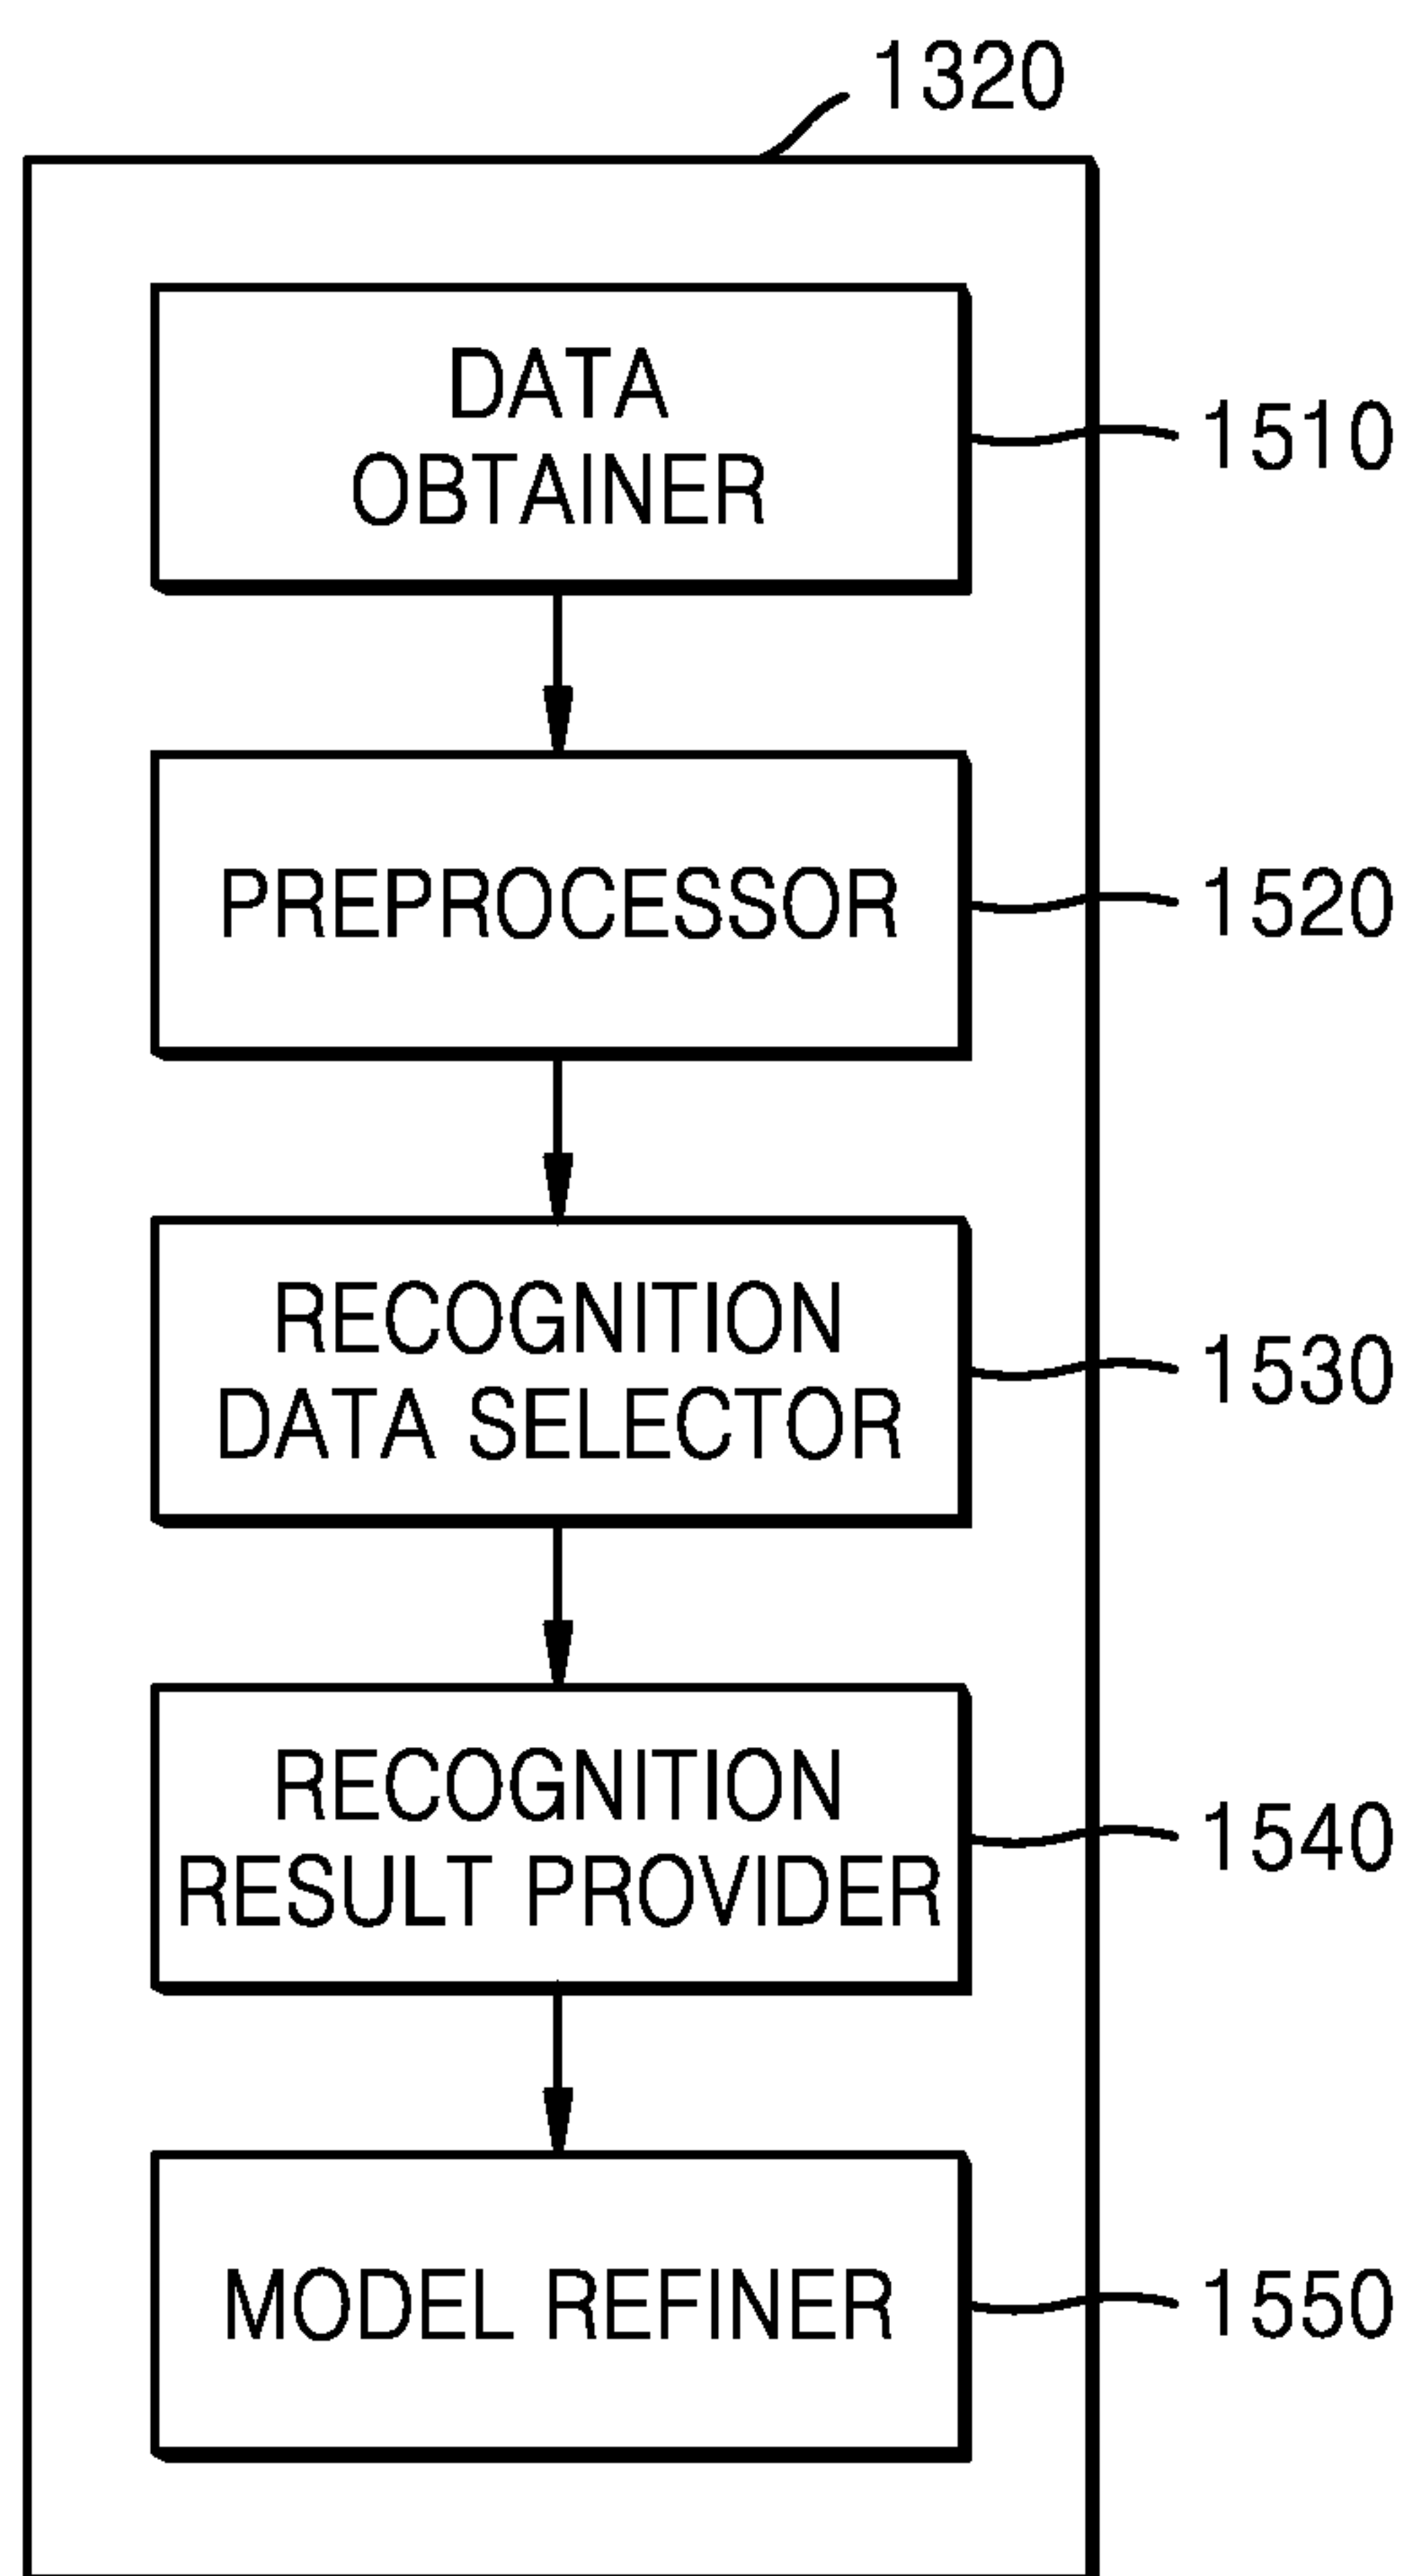 1320
DATA
OBTAINER
1510
PREPROCESSOR
1520
RECOGNITION
DATA SELECTOR
1530
RECOGNITION
RESULT PROVIDER
1540
MODEL REFINER
1550